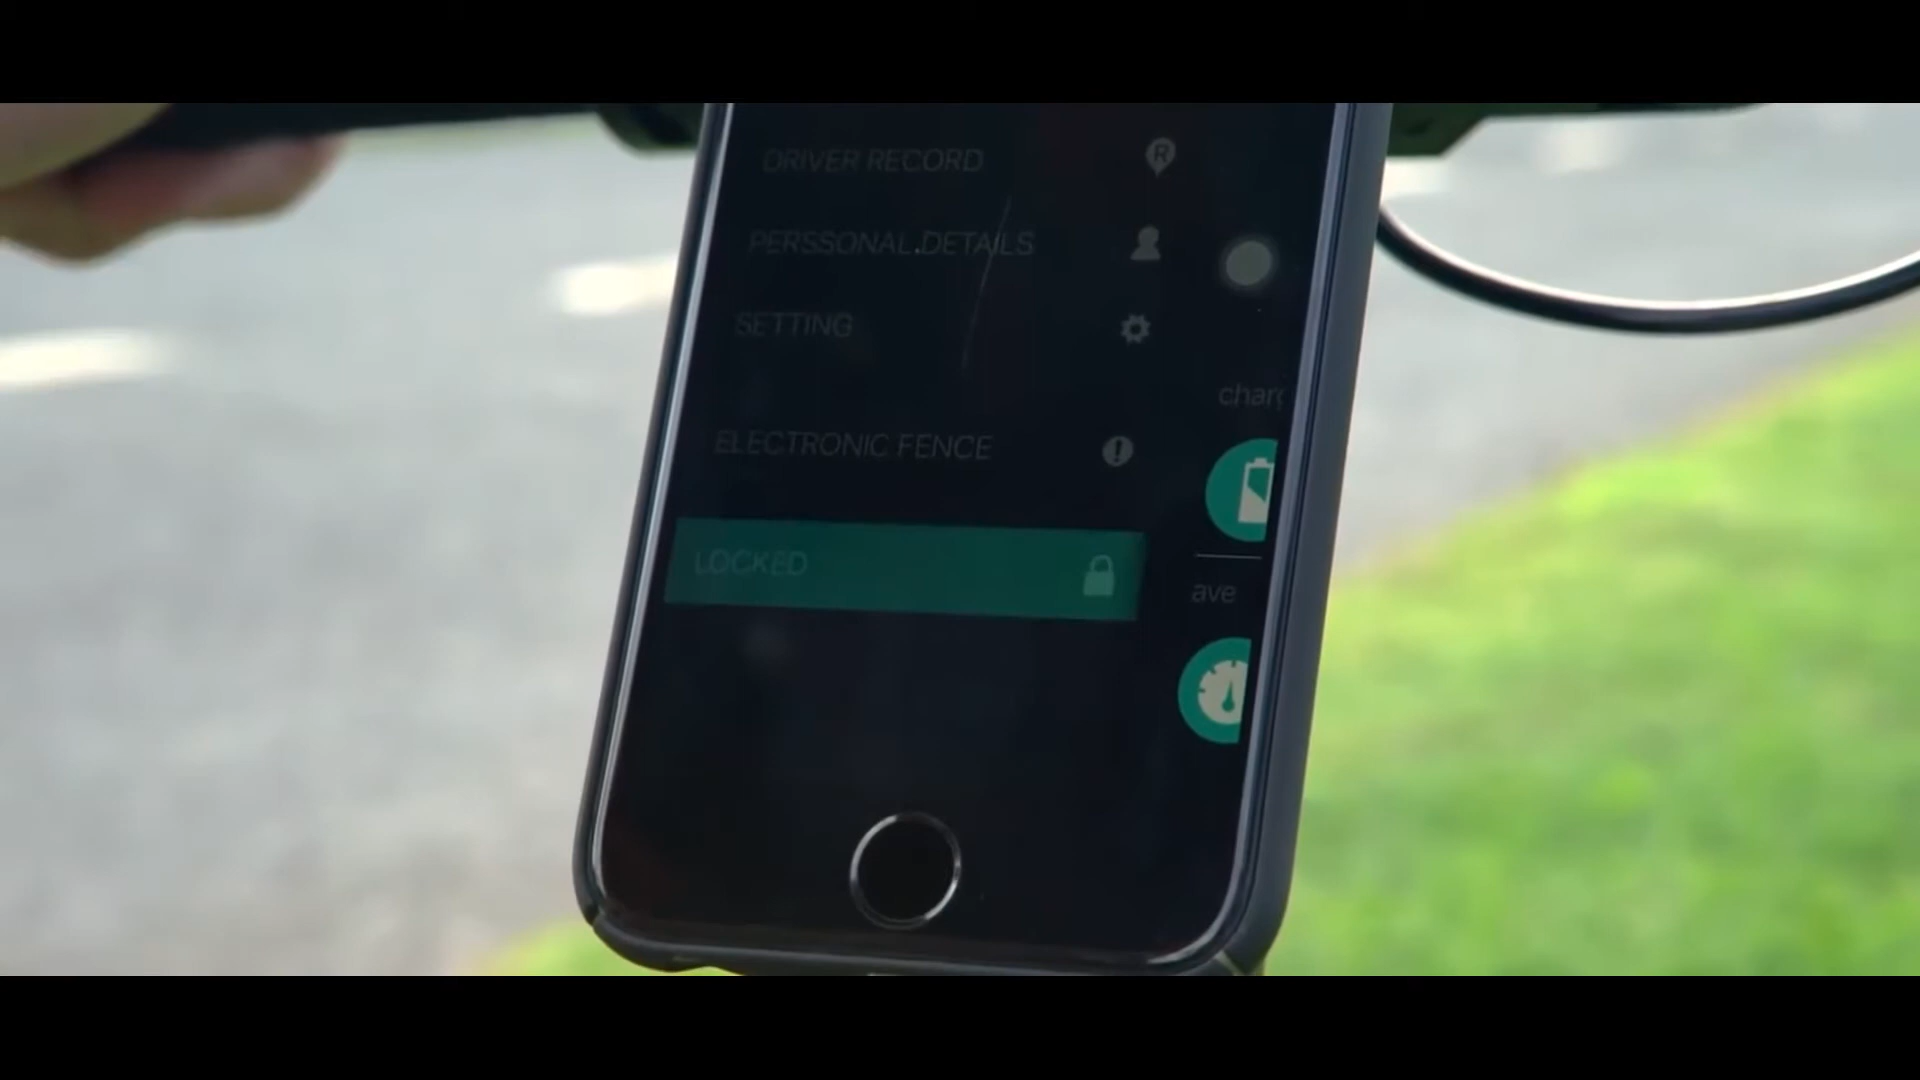 DRIVER RECORD
R
PERSSONAL DETAILS
SETTING
charg
ELECTRONIC FENCE
LOCKED
ave